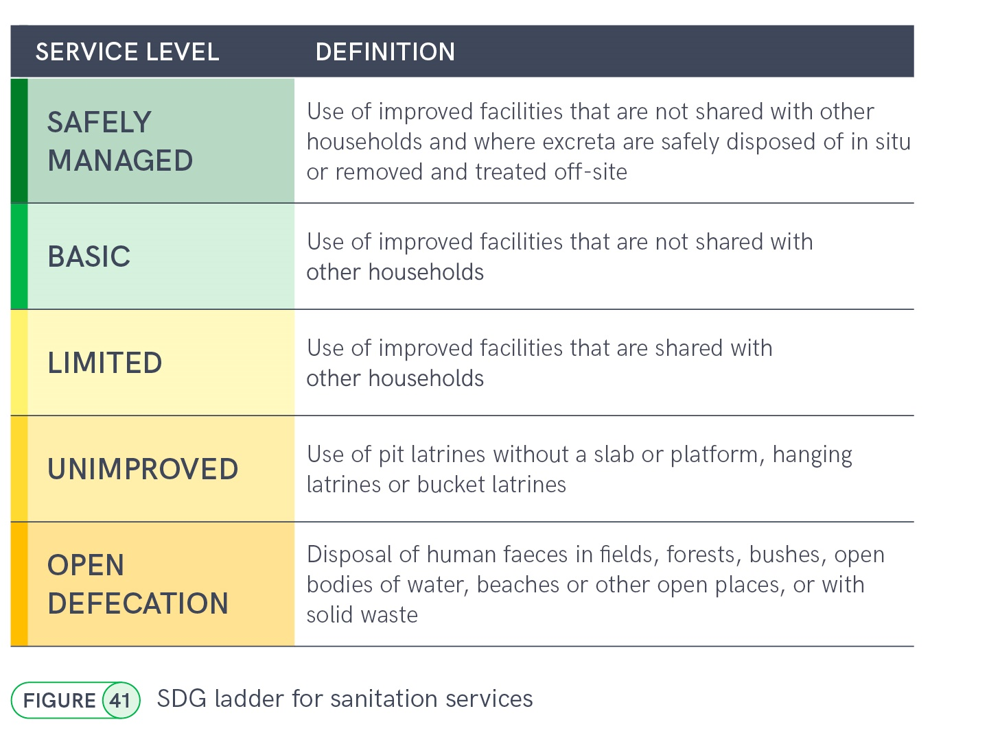 SERVICE LEVEL
DEFINITION
SAFELY
MANAGED
Use of improved facilities that are not shared with other
households and where excreta are safely disposed of in situ
or removed and treated off-site
BASIC
Use of improved facilities that are not shared with
other households
LIMITED
Use of improved facilities that are shared with
other households
UNIMPROVED
Use of pit latrines without a slab or platform, hanging
latrines or bucket latrines
OPEN
DEFECATION
Disposal of human faeces in fields, forests, bushes, open
bodies of water, beaches or other open places, or with
solid waste
FIGURE 41 SDG ladder for sanitation services